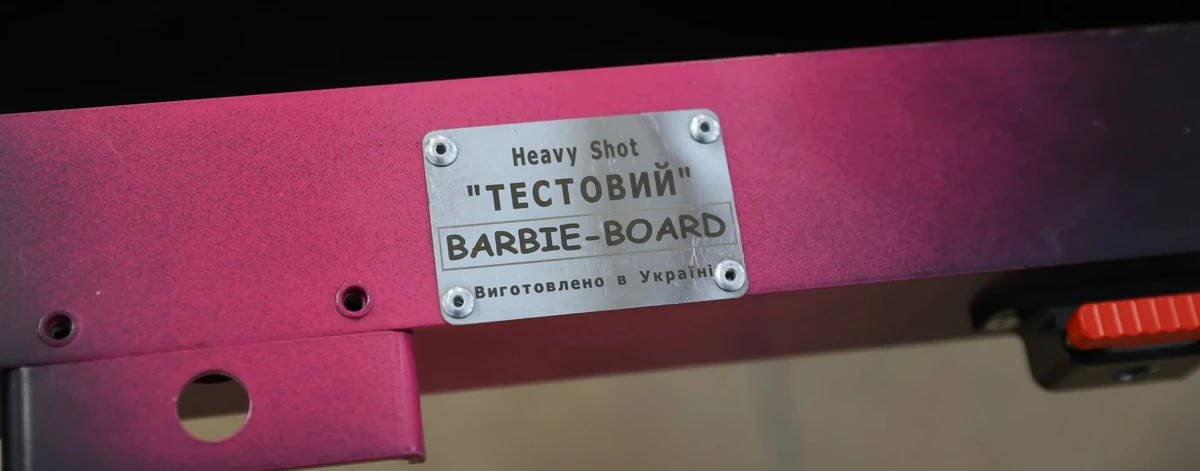 Heavy Shot
"ТЕСТОВИЙ"
BARBIE-BOARD
Виготовлено в Україні